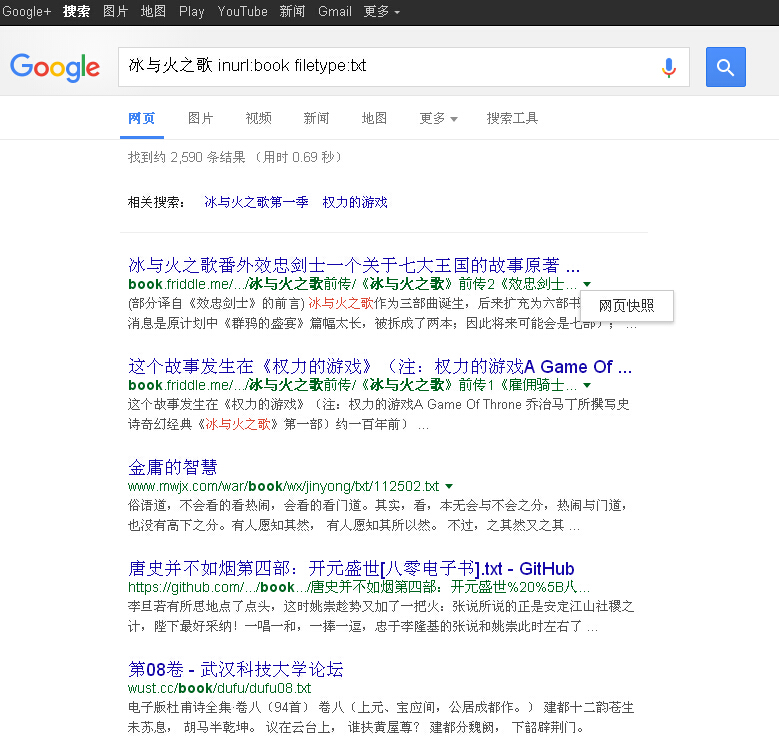 Google+ 搜索 图片 地图 Play YouTube 新闻 Gmail 更多
Google 冰与火之歌 inurl:book filetype:txt
网页 图片 视频 新闻 地图 更多 搜索工具
找到约 2,590 条结果 （用时 0.69 秒）
相关搜索： 冰与火之歌第一季 权力的游戏
冰与火之歌番外效忠剑士一个关于七大王国的故事原著 ...
book.friddle.me/.../冰与火之歌前传/《冰与火之歌》前传2《效忠剑士...
(部分译自《效忠剑士》的前言) 冰与火之歌作为三部曲诞生，后来扩充为六部书
网页快照
消息是原计划中《群鸦的盛宴》篇幅太长，被拆成了两本；因此将来可能会是七部）； ...
这个故事发生在《权力的游戏》（注：权力的游戏A Game Of ...
book.friddle.me/.../冰与火之歌前传/《冰与火之歌》前传1《雇佣骑士...
这个故事发生在《权力的游戏》（注：权力的游戏A Game Of Throne 乔治马丁所撰写史
诗奇幻经典《冰与火之歌》第一部）约一百年前） ...
金庸的智慧
www.mwjx.com/war/book/wx/jinyong/txt/112502.txt
俗语道，不会看的看热闹，会看的看门道。其实，看，本无会与不会之分，热闹与门道，
也没有高下之分。有人愿知其然， 有人愿知其所以然。 不过，之其然又之其 ...
唐史并不如烟第四部：开元盛世[八零电子书].txt - GitHub
https://github.com/.../book.../唐史并不如烟第四部：开元盛世%20%5B八...
李旦若有所思地点了点头，这时姚崇趁势又加了一把火：张说所说的正是安定江山社稷之
计，陛下最好采纳！一唱一和，一捧一逗，忠于李隆基的张说和姚崇此时左右了 ...
第08卷 - 武汉科技大学论坛
wust.cc/book/dufu/dufu08.txt
电子版杜甫诗全集·卷八（94首） 卷八（上元、宝应间，公居成都作。） 建都十二韵苍生
未苏息， 胡马半乾坤。 议在云台上， 谁扶黄屋尊？ 建都分魏阙， 下韶辟荆门。